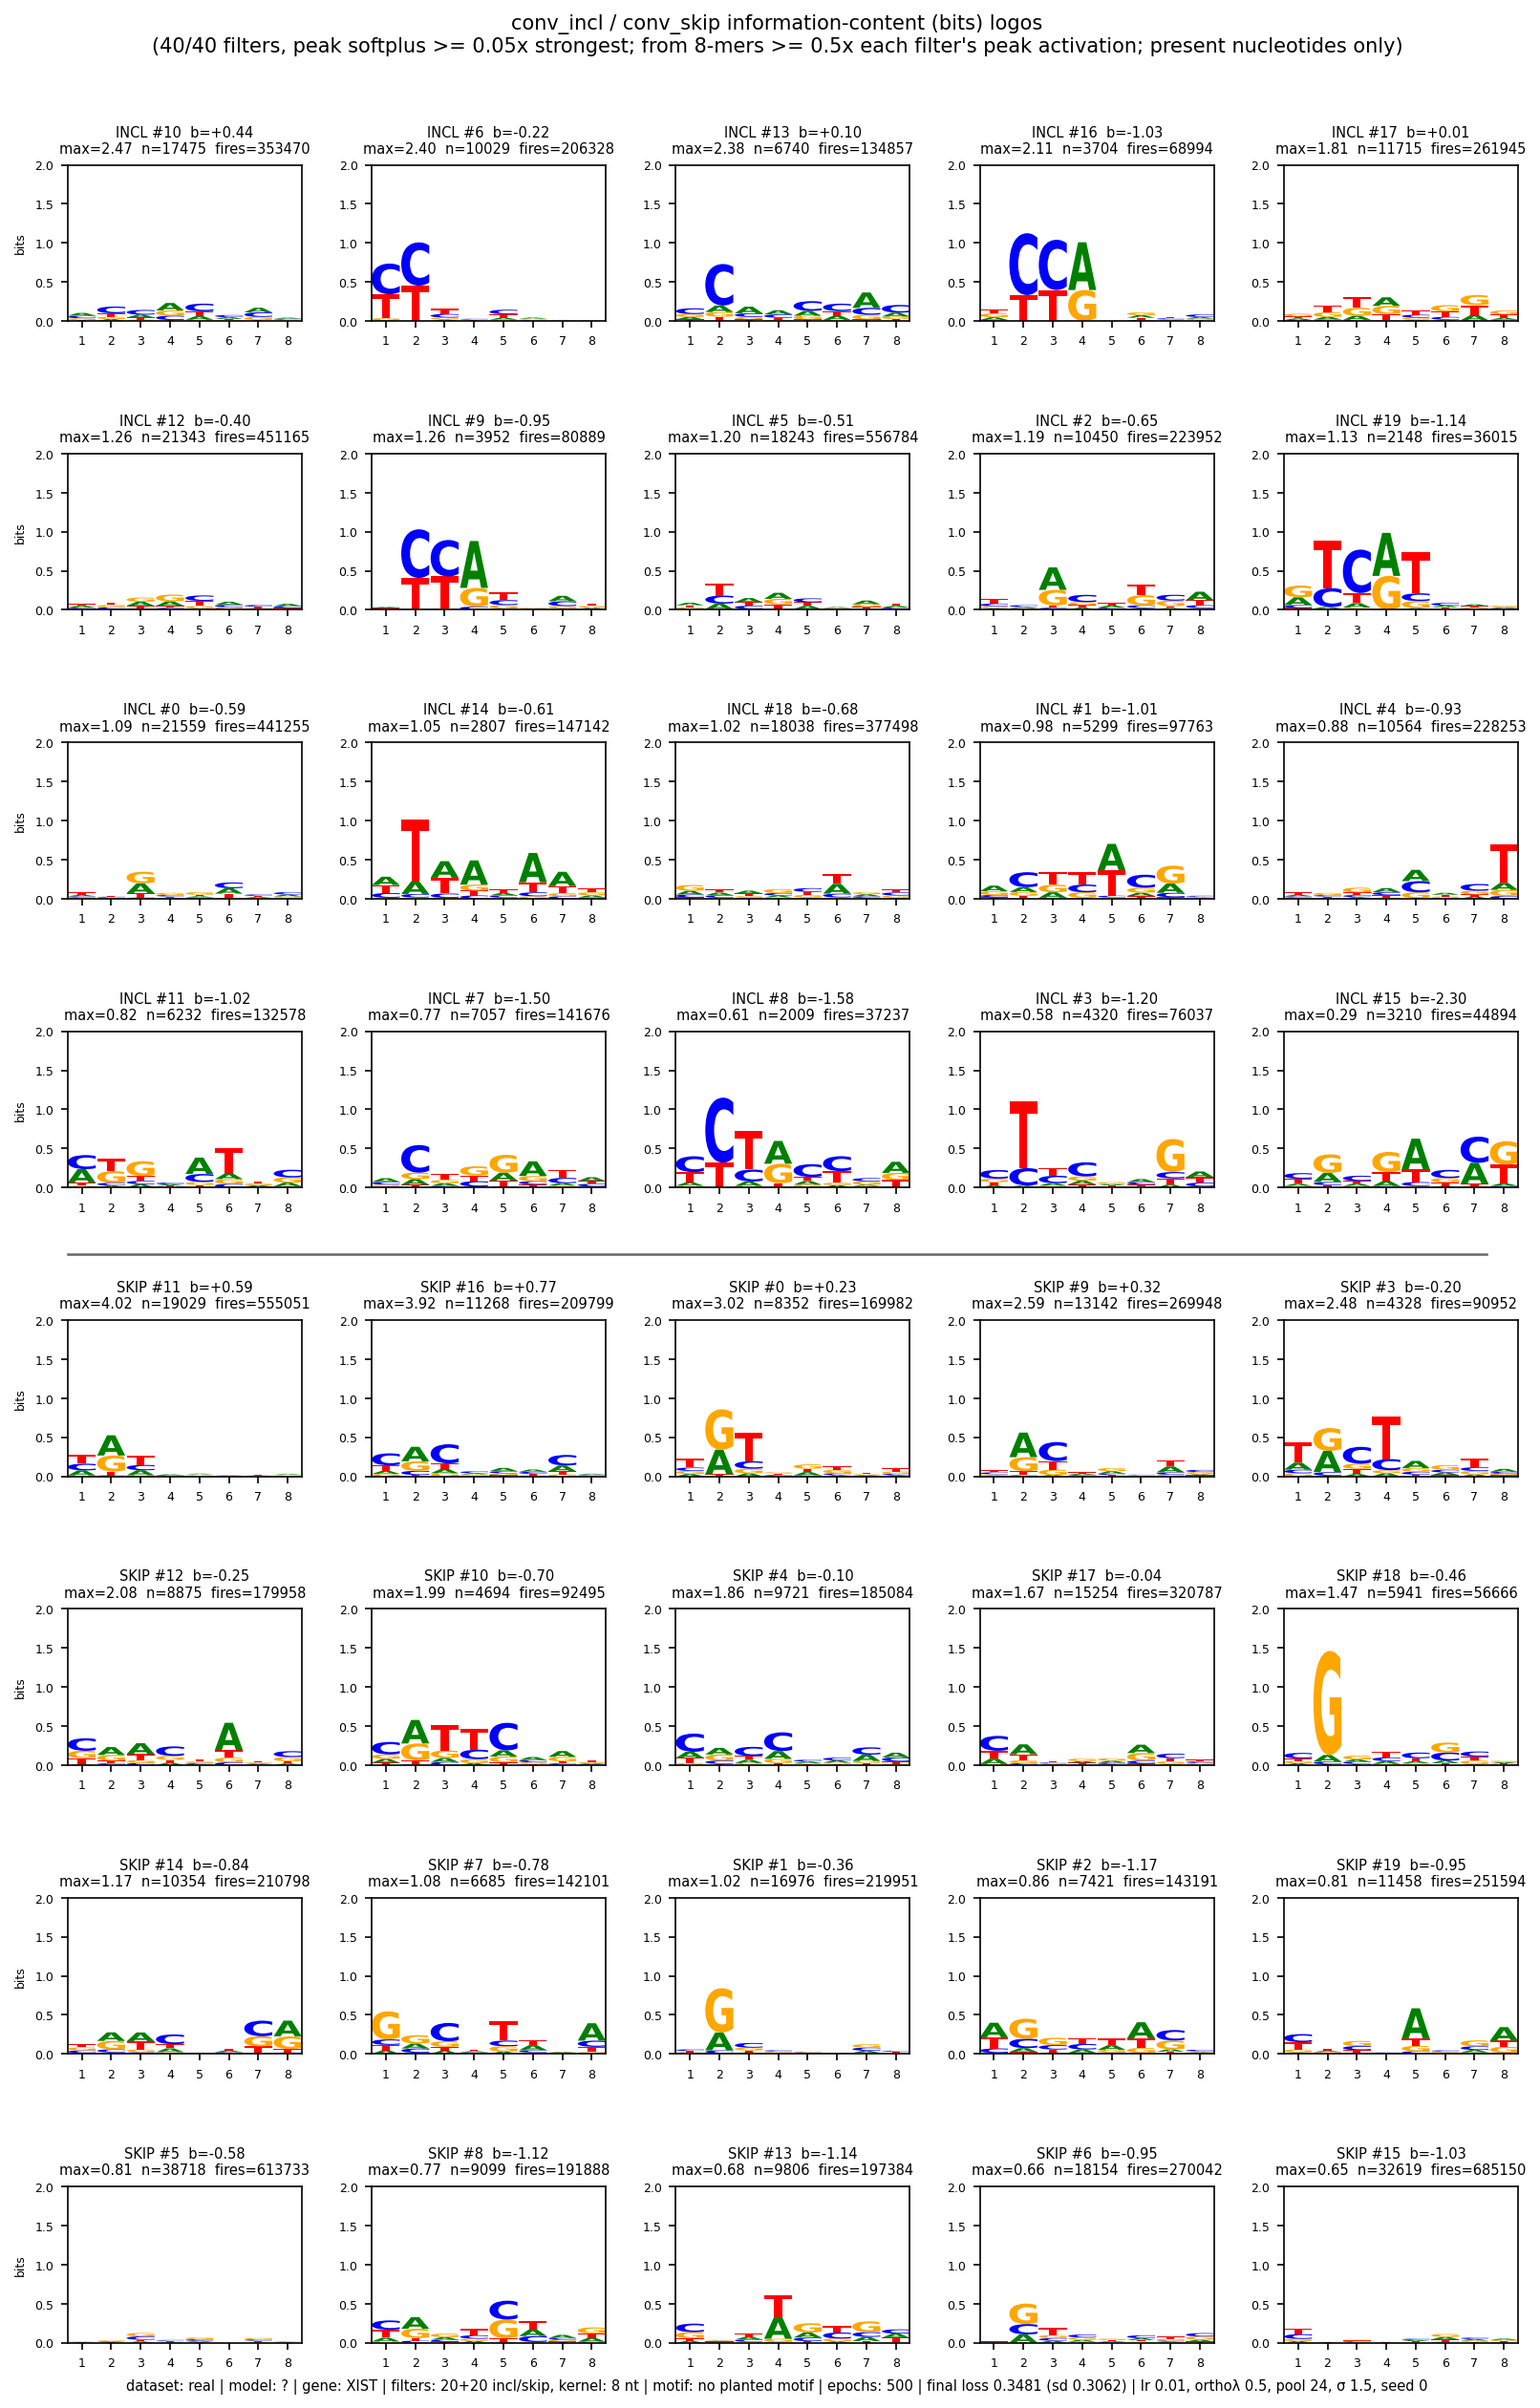 conv_incl / conv_skip information-content (bits) logos
(40/40 filters, peak softplus >= 0.05x strongest; from 8-mers >= 0.5x each filter's peak activation; present nucleotides only)
INCL #10 b=+0.44
max=2.47 n=17475 fires=353470
INCL #6 b=-0.22
max=2.40 n=10029 fires=206328
INCL #13 b=+0.10
max=2.38 n=6740 fires=134857
INCL #16 b=-1.03
max=2.11 n=3704 fires=68994
INCL #17 b=+0.01
max=1.81 n=11715 fires=261945
INCL #12 b=-0.40
max=1.26 n=21343 fires=451165
INCL #9 b=-0.95
max=1.26 n=3952 fires=80889
INCL #5 b=-0.51
max=1.20 n=18243 fires=556784
INCL #2 b=-0.65
max=1.19 n=10450 fires=223952
INCL #19 b=-1.14
max=1.13 n=2148 fires=36015
INCL #0 b=-0.59
max=1.09 n=21559 fires=441255
INCL #14 b=-0.61
max=1.05 n=2807 fires=147142
INCL #18 b=-0.68
max=1.02 n=18038 fires=377498
INCL #1 b=-1.01
max=0.98 n=5299 fires=97763
INCL #4 b=-0.93
max=0.88 n=10564 fires=228253
INCL #11 b=-1.02
max=0.82 n=6232 fires=132578
INCL #7 b=-1.50
max=0.77 n=7057 fires=141676
INCL #8 b=-1.58
max=0.61 n=2009 fires=37237
INCL #3 b=-1.20
max=0.58 n=4320 fires=76037
INCL #15 b=-2.30
max=0.29 n=3210 fires=44894
SKIP #11 b=+0.59
max=4.02 n=19029 fires=555051
SKIP #16 b=+0.77
max=3.92 n=11268 fires=209799
SKIP #0 b=+0.23
max=3.02 n=8352 fires=169982
SKIP #9 b=+0.32
max=2.59 n=13142 fires=269948
SKIP #3 b=-0.20
max=2.48 n=4328 fires=90952
SKIP #12 b=-0.25
max=2.08 n=8875 fires=179958
SKIP #10 b=-0.70
max=1.99 n=4694 fires=92495
SKIP #4 b=-0.10
max=1.86 n=9721 fires=185084
SKIP #17 b=-0.04
max=1.67 n=15254 fires=320787
SKIP #18 b=-0.46
max=1.47 n=5941 fires=56666
SKIP #14 b=-0.84
max=1.17 n=10354 fires=210798
SKIP #7 b=-0.78
max=1.08 n=6685 fires=142101
SKIP #1 b=-0.36
max=1.02 n=16976 fires=219951
SKIP #2 b=-1.17
max=0.86 n=7421 fires=143191
SKIP #19 b=-0.95
max=0.81 n=11458 fires=251594
SKIP #5 b=-0.58
max=0.81 n=38718 fires=613733
SKIP #8 b=-1.12
max=0.77 n=9099 fires=191888
SKIP #13 b=-1.14
max=0.68 n=9806 fires=197384
SKIP #6 b=-0.95
max=0.66 n=18154 fires=270042
SKIP #15 b=-1.03
max=0.65 n=32619 fires=685150
dataset: real | model: ? | gene: XIST | filters: 20+20 incl/skip, kernel: 8 nt | motif: no planted motif | epochs: 500 | final loss 0.3481 (sd 0.3062) | lr 0.01, orthoλ 0.5, pool 24, σ 1.5, seed 0